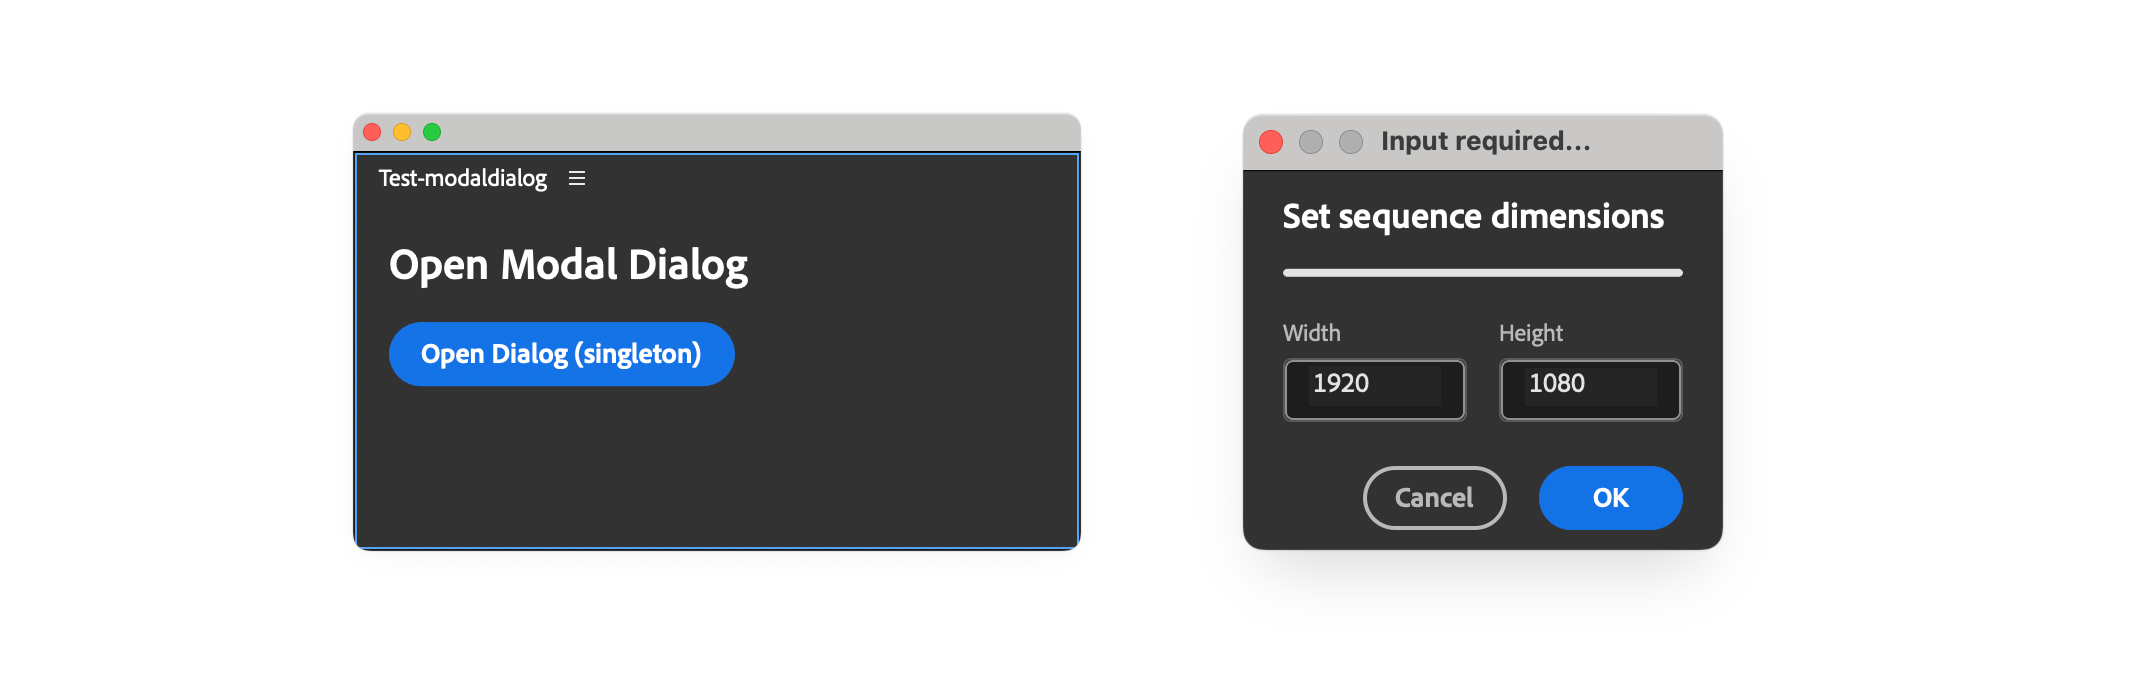 Test-modaldialog
Open Modal Dialog
Open Dialog (singleton)
Input required...
Set sequence dimensions
Width Height
1920 1080
Cancel OK